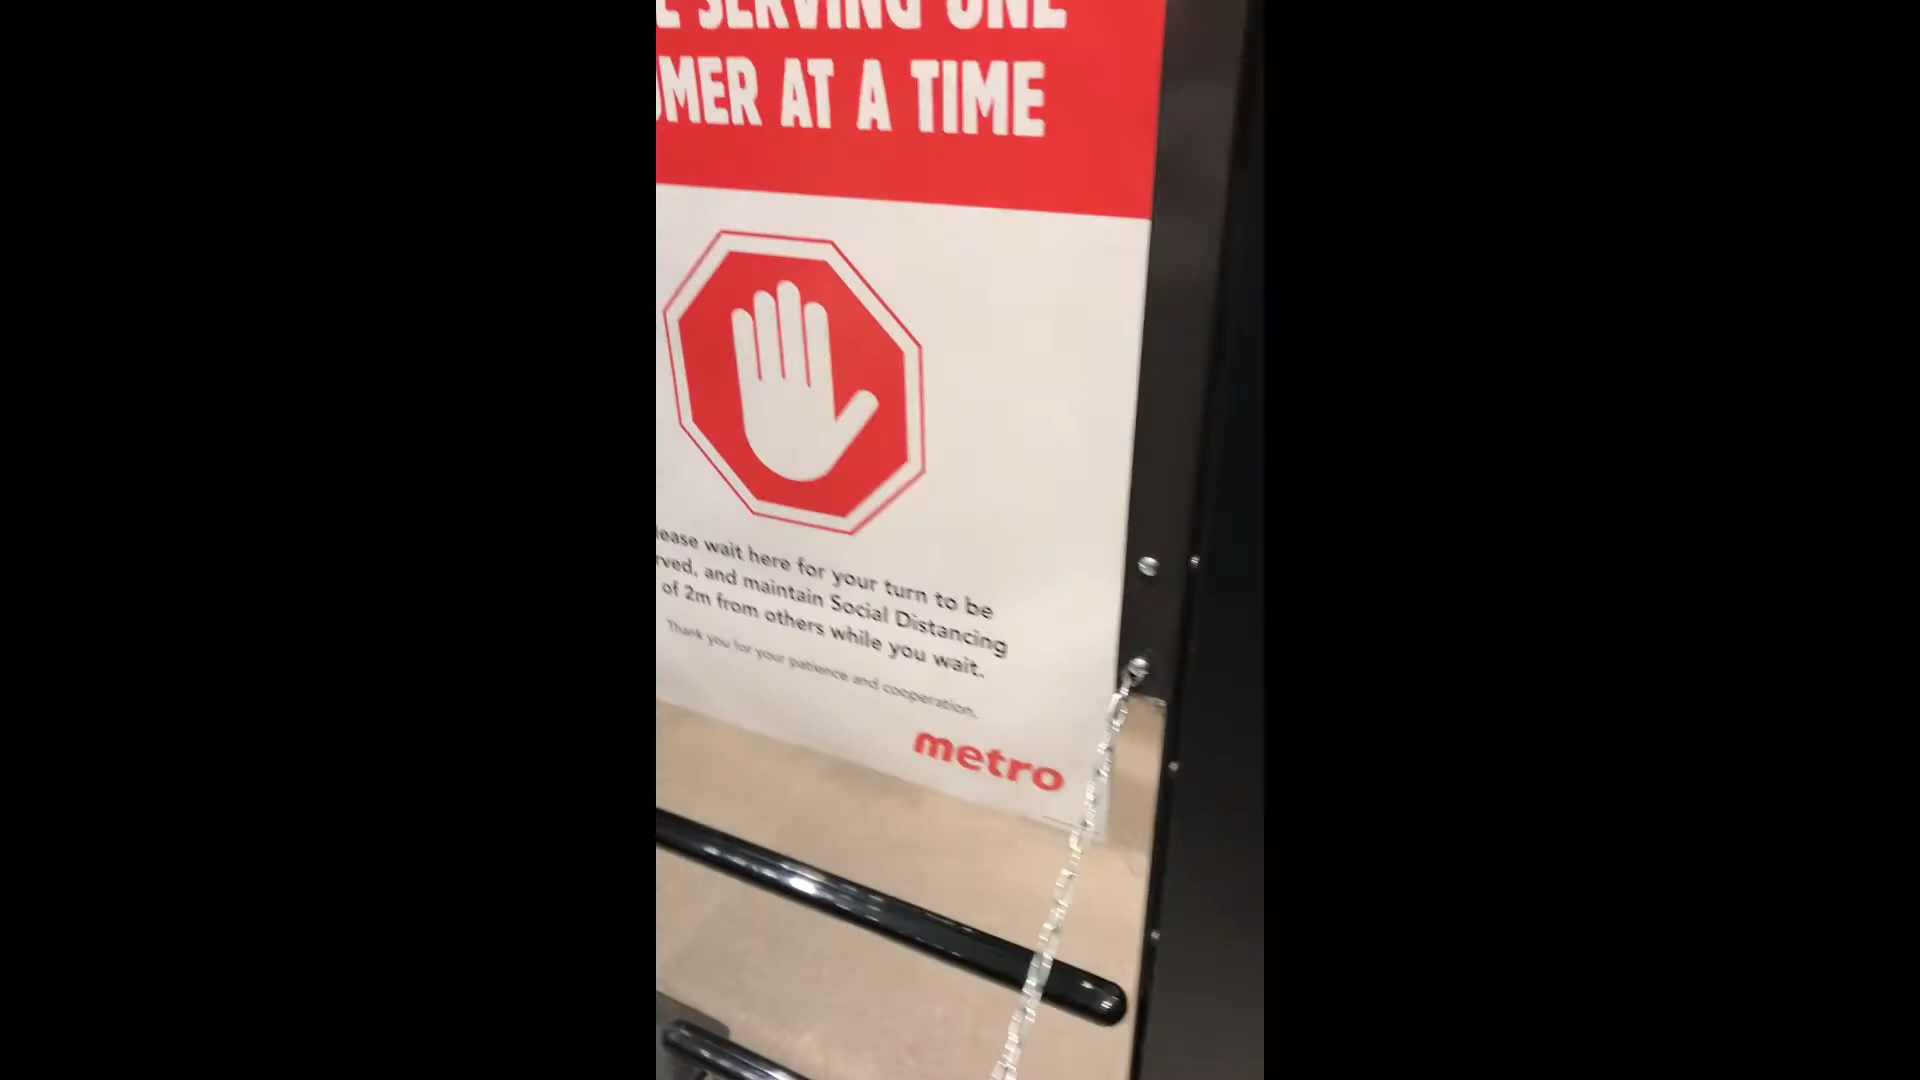 E SERVING ONE
OMER AT A TIME
lease wait here for your turn to be
rved, and maintain Social Distancing
of 2m from others while you wait.
Thank you for your patience and cooperation.
metro